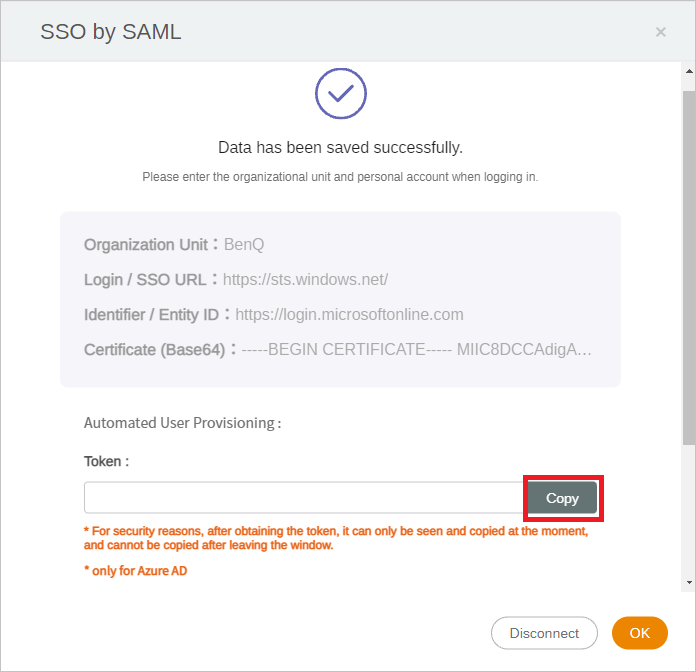 SSO by SAML
×
Data has been saved successfully.
Please enter the organizational unit and personal account when logging in.
Organization Unit：BenQ
Login / SSO URL：https://sts.windows.net/
Identifier / Entity ID：https://login.microsoftonline.com
Certificate (Base64)：-----BEGIN CERTIFICATE----- MIIC8DCCAdigA…
Automated User Provisioning :
Token :
Copy
* For security reasons, after obtaining the token, it can only be seen and copied at the moment,
and cannot be copied after leaving the window.
* only for Azure AD
Disconnect
OK